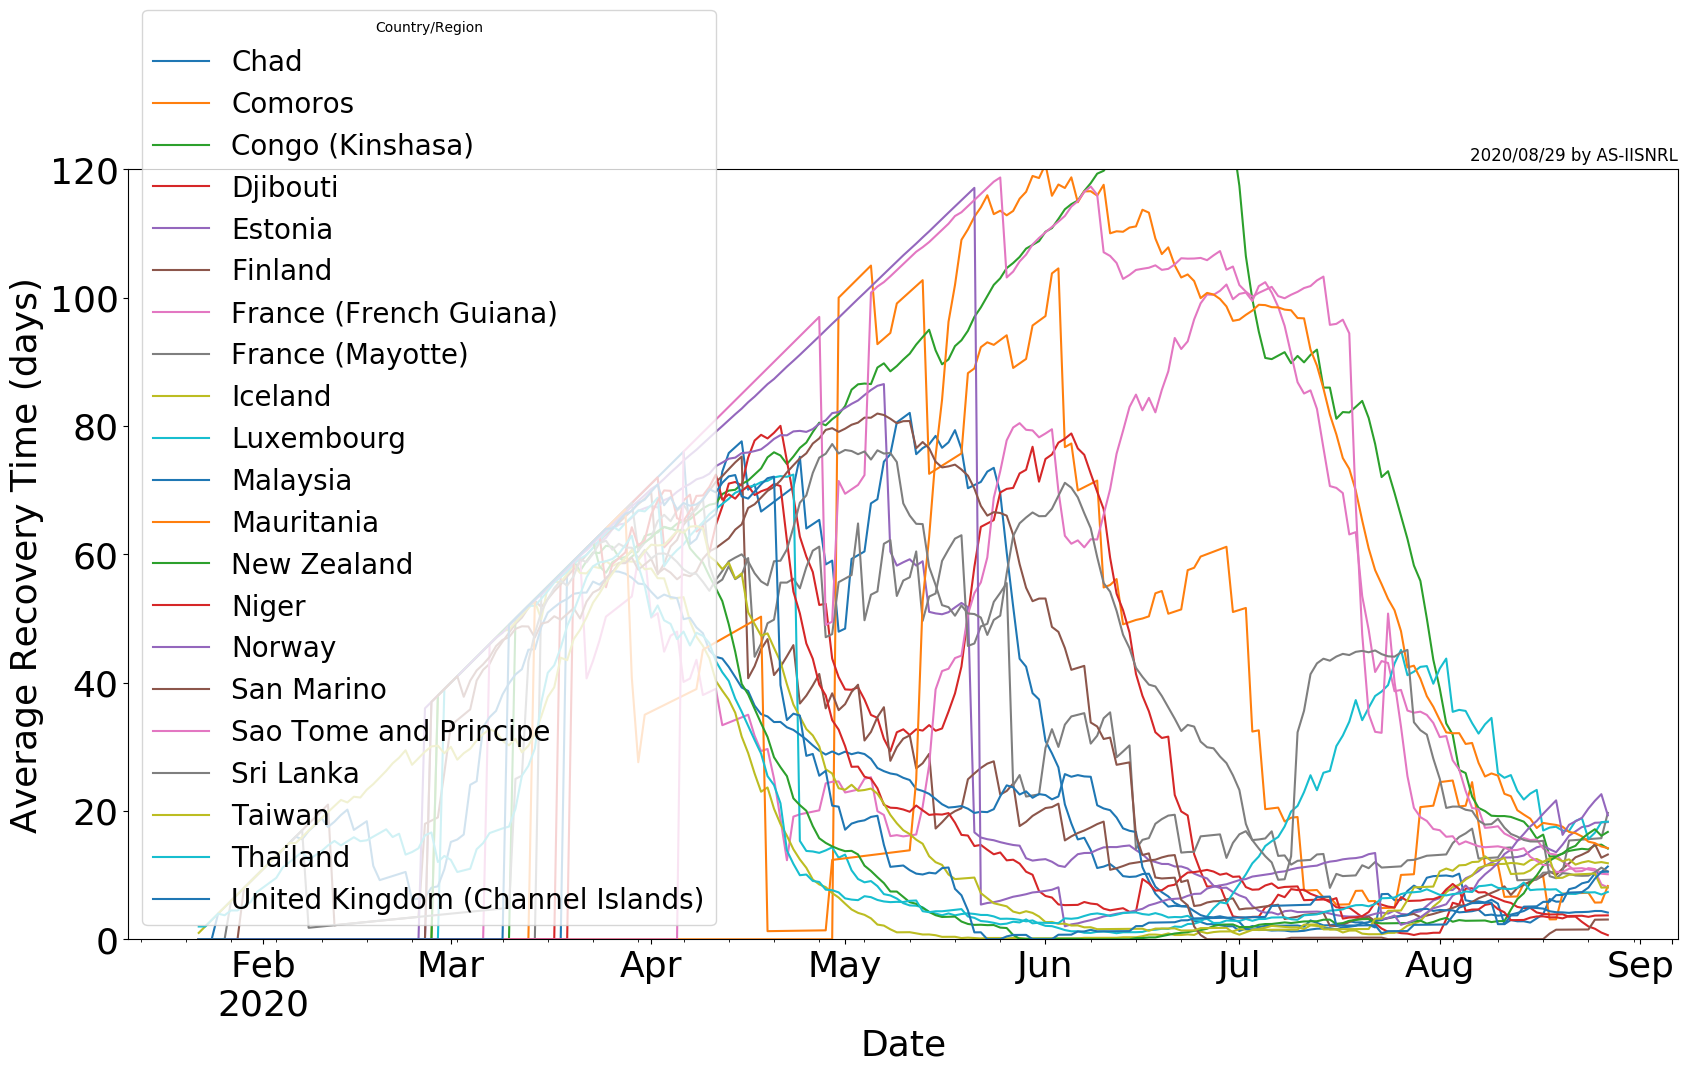 Country/Region
Chad
Comoros
Congo (Kinshasa)
Djibouti
Estonia
Finland
France (French Guiana)
France (Mayotte)
Iceland
Luxembourg
Malaysia
Mauritania
New Zealand
Niger
Norway
San Marino
Sao Tome and Principe
Sri Lanka
Taiwan
Thailand
United Kingdom (Channel Islands)
2020/08/29 by AS-IISNRL
Average Recovery Time (days)
120
100
80
60
40
20
0
Feb Mar Apr May Jun Jul Aug Sep
2020
Date